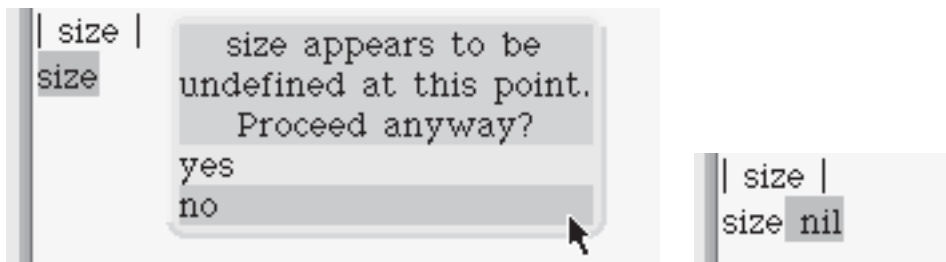 | size |
size
size appears to be
undefined at this point.
Proceed anyway?
yes
no
| size |
size nil